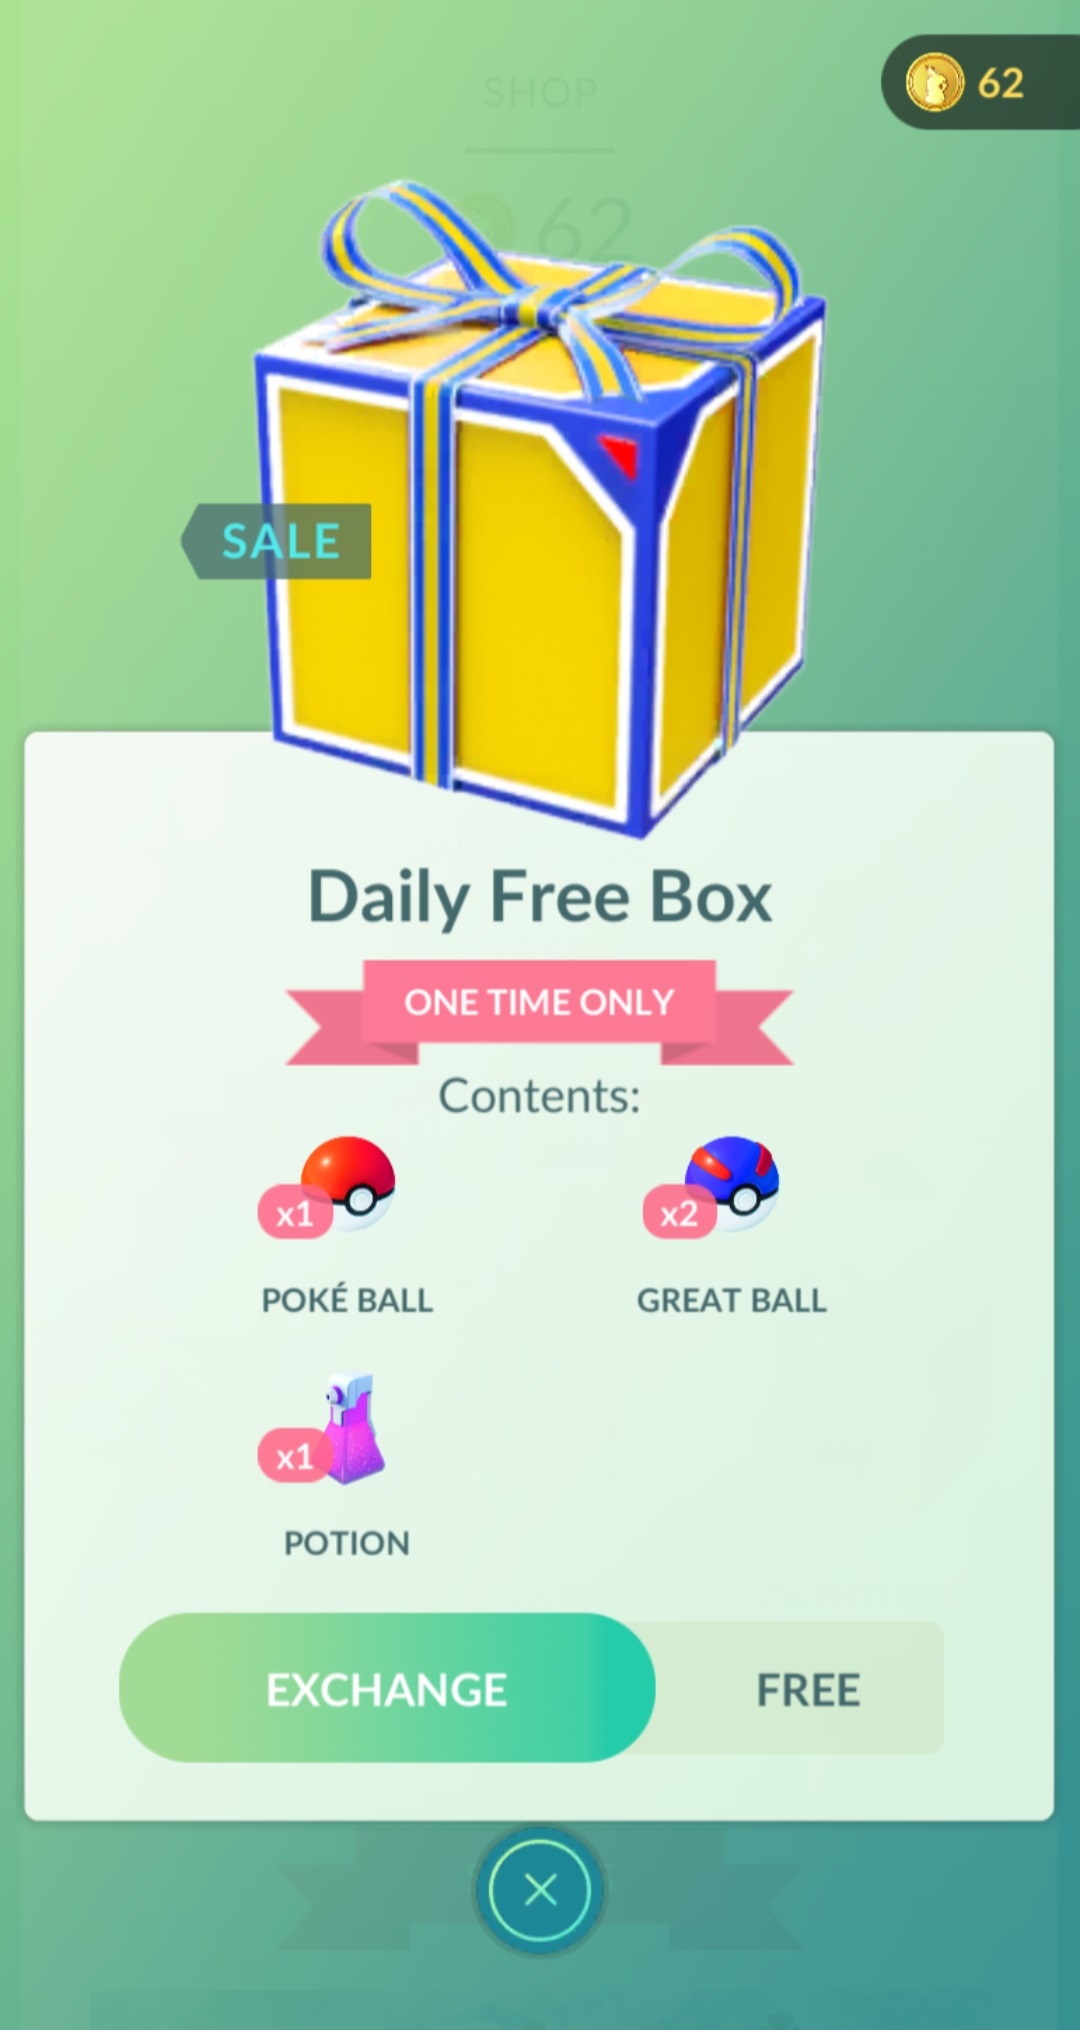 SHOP
62
62
SALE
Daily Free Box
ONE TIME ONLY
Contents:
x1
x2
POKÉ BALL
GREAT BALL
x1
POTION
EXCHANGE
FREE